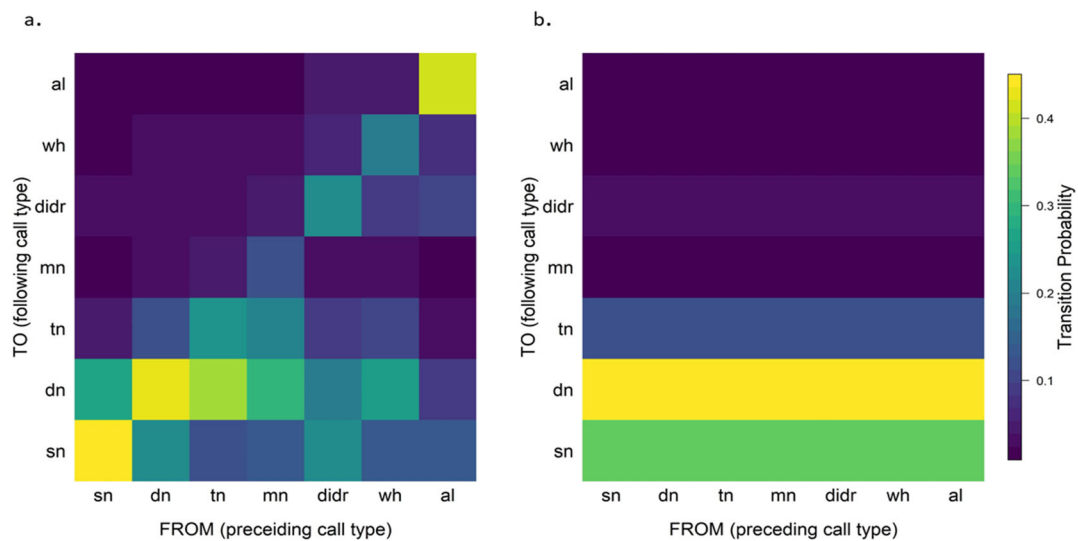 a.
al
wh
didr
mn
tn
dn
sn
TO (following call type)
sn dn tn mn didr wh al
FROM (preceiding call type)
b.
al
wh
didr
mn
tn
dn
sn
TO (following call type)
sn dn tn mn didr wh al
FROM (preceding call type)
0.4
0.3
0.2
0.1
Transition Probability